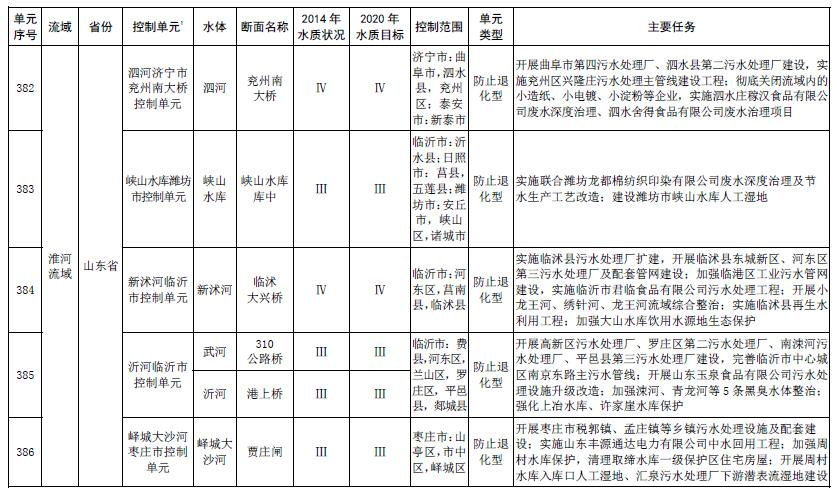 单元
序号
流域
省份
控制单元¹
水体
断面名称
2014 年
水质状况
2020 年
水质目标
控制范围
单元
类型
主要任务
淮河
流域
山东省
382
泗河济宁市
兖州南大桥
控制单元
泗河
兖州南
大桥
Ⅳ
Ⅳ
济宁市：曲
阜市，泗水
县，兖州
区；泰安
市：新泰市
防止退
化型
开展曲阜市第四污水处理厂、泗水县第二污水处理厂建设，实
施兖州区兴隆庄污水处理主管线建设工程；彻底关闭流域内的
小造纸、小电镀、小淀粉等企业，实施泗水庄稼汉食品有限公
司废水深度治理、泗水舍得食品有限公司废水治理项目
383
峡山水库潍坊
市控制单元
峡山
水库
峡山水库
库中
Ⅲ
Ⅲ
临沂市：沂
水县；日照
市：莒县，
五莲县；潍
坊市：安丘
市，峡山
区，诸城市
防止退
化型
实施联合潍坊龙都棉纺织印染有限公司废水深度治理及节
水生产工艺改造；建设潍坊市峡山水库人工湿地
384
新沭河临沂
市控制单元
新沭河
临沭
大兴桥
Ⅳ
Ⅳ
临沂市：河
东区，莒南
县，临沭县
防止退
化型
实施临沭县污水处理厂扩建，开展临沭县东城新区、河东区
第三污水处理厂及配套管网建设；加强临港区工业污水管网
建设，实施临沂市君临食品有限公司污水处理工程；开展小
龙王河、绣针河、龙王河流域综合整治；实施临沭县再生水
利用工程；加强大山水库饮用水源地生态保护
385
沂河临沂市
控制单元
武河
310
公路桥
Ⅲ
Ⅲ
沂河
港上桥
Ⅲ
Ⅲ
临沂市：费
县，河东区，
兰山区，罗
庄区，平邑
县，郯城县
防止退
化型
开展高新区污水处理厂、罗庄区第二污水处理厂、南涑河污
水处理厂、平邑县第三污水处理厂建设，完善临沂市中心城
区南京东路主污水管线；开展山东玉泉食品有限公司污水处
理设施升级改造；加强涑河、青龙河等 5 条黑臭水体整治；
强化上冶水库、许家崖水库保护
386
峄城大沙河
枣庄市控制
单元
峄城大
沙河
贾庄闸
Ⅲ
Ⅲ
枣庄市：山
亭区，市中
区，峄城区
防止退
化型
开展枣庄市税郭镇、孟庄镇等乡镇污水处理设施及配套建
设；实施山东丰源通达电力有限公司中水回用工程；加强周
村水库保护，清理取缔水库一级保护区住宅房屋；开展周村
水库入库口人工湿地、汇泉污水处理厂下游潜表流湿地建设